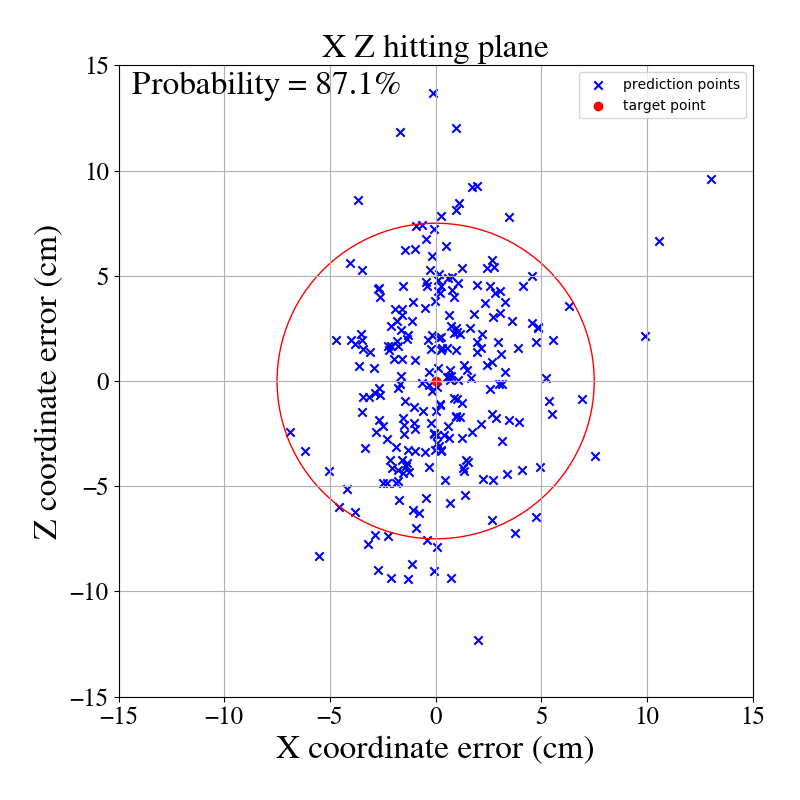 X Z hitting plane
Probability = 87.1%
prediction points
target point
15
10
5
0
−5
−10
−15
Z coordinate error (cm)
−15 −10 −5 0 5 10 15
X coordinate error (cm)